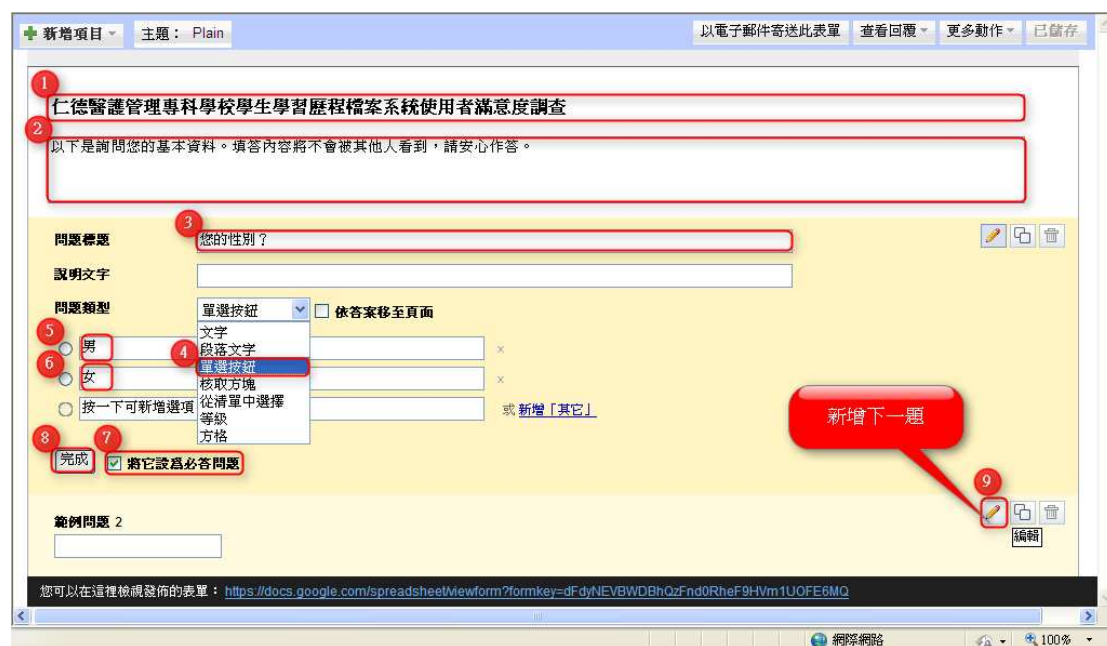 新增項目 主題： Plain 以電子郵件寄送此表單 查看回覆 更多動作 已儲存
1
仁德醫護管理專科學校學生學習歷程檔案系統使用者滿意度調查
2
以下是詢問您的基本資料。填答內容將不會被其他人看到，請安心作答。
3
問題標題 您的性別？
說明文字
問題類型 單選按鈕 依答案移至頁面
文字
5 男 4 段落文字 ×
單選按鈕
6 女 核取方塊 ×
按一下可新增選項 從清單中選擇 或 新增「其它」
等級
方格
新增下一題
8 完成 7 將它設為必答問題
9
範例問題 2
編輯
您可以在這裡檢視發佈的表單： https://docs.google.com/spreadsheet/viewform?formkey=dFdyNEVBWDBhQzFnd0RheF9HVm1UOFE6MQ
網際網路 100%